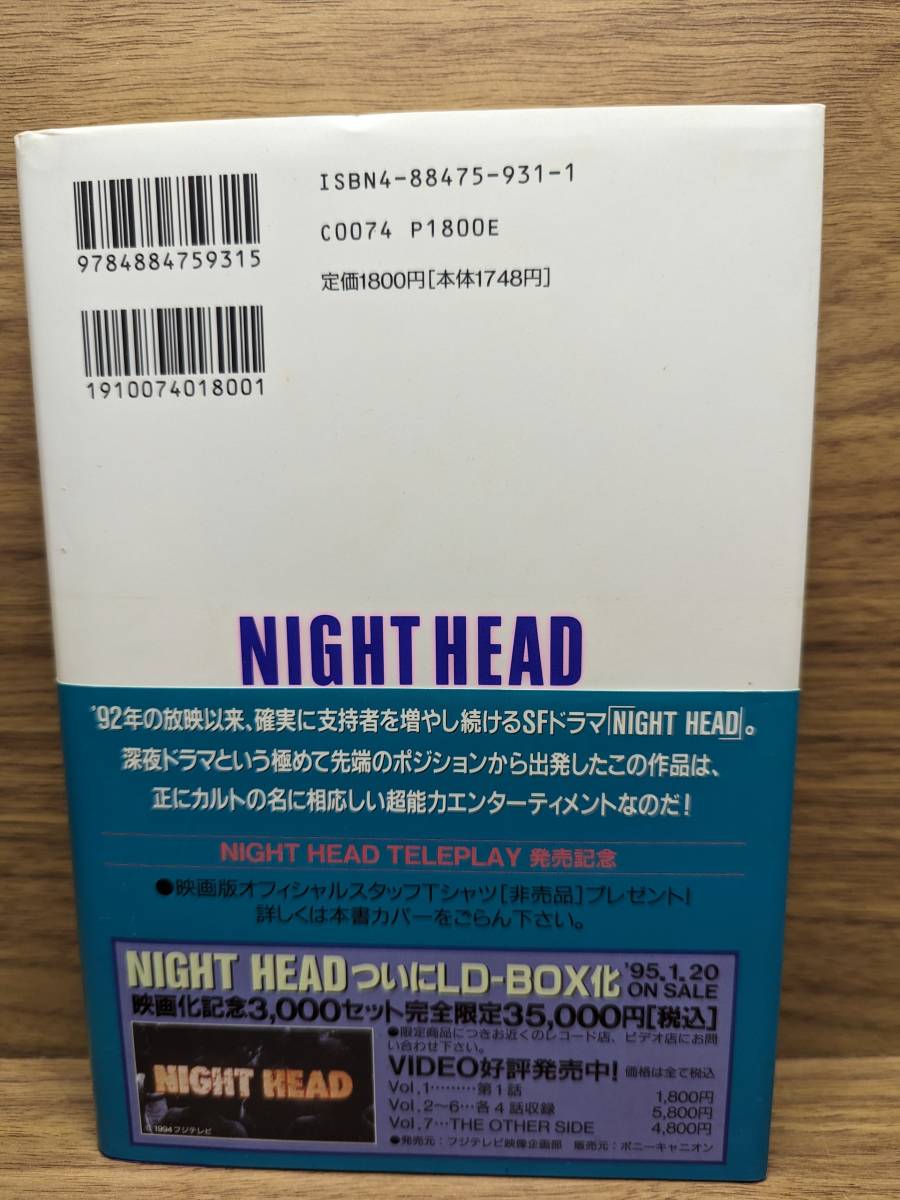 ISBN4-88475-931-1
9784884759315
C0074 P1800E
定価1800円[本体1748円]
1910074018001
NIGHT HEAD
'92年の放映以来、確実に支持者を増やし続けるSFドラマ「NIGHT HEAD」。
深夜ドラマという極めて先端のポジションから出発したこの作品は、
正にカルトの名に相応しい超能力エンターティメントなのだ!
NIGHT HEAD TELEPLAY 発売記念
●映画版オフィシャルスタッフTシャツ[非売品]プレゼント!
詳しくは本書カバーをごらん下さい。
NIGHT HEADついにLD-BOX化 '95.1.20 ON SALE
映画化記念3,000セット完全限定35,000円[税込]
●限定商品につきお近くのレコード店、ビデオ店にお問
い合わせ下さい。
VIDEO好評発売中! 価格は全て税込
Vol.1………第1話 1,800円
Vol.2〜6…各4話収録 5,800円
Vol.7…THE OTHER SIDE 4,800円
●発売元:フジテレビ映像企画部 販売元:ポニーキャニオン
NIGHT HEAD
©1994フジテレビ